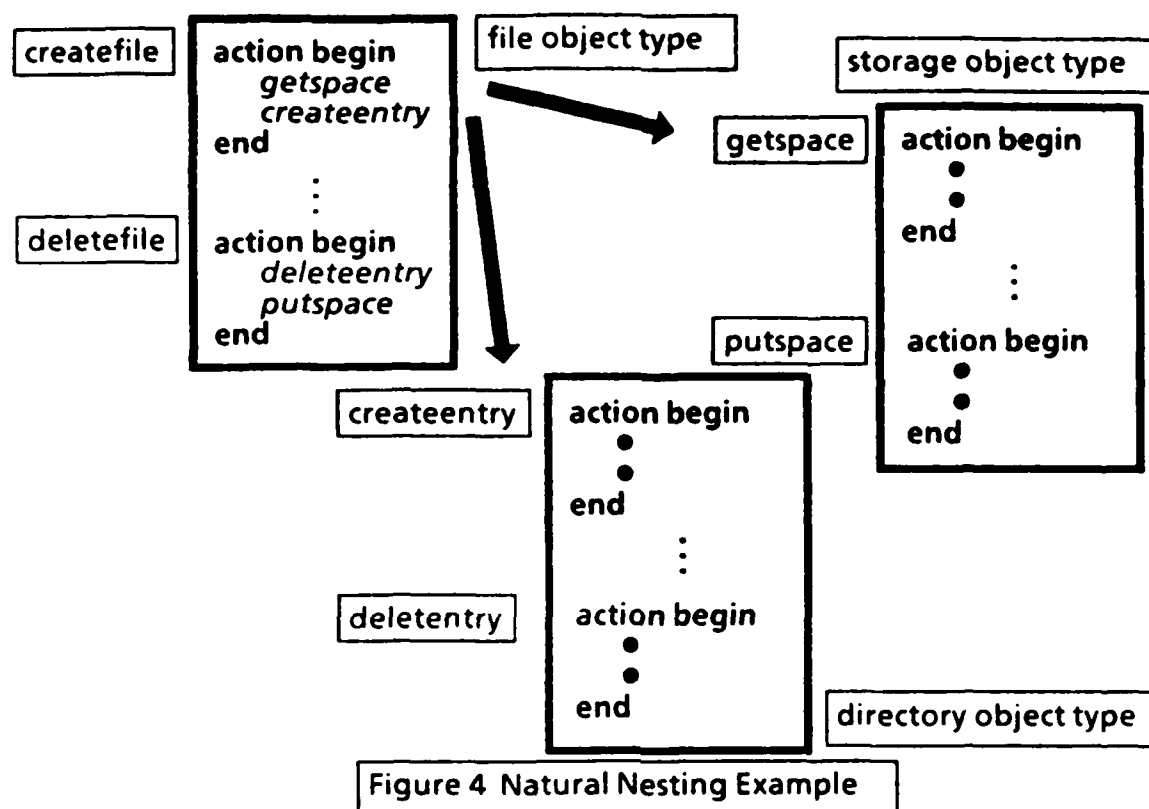 createfile
action begin
getspace
createentry
end
deletefile
action begin
deleteentry
putspace
end
file object type
storage object type
getspace
action begin
end
putspace
action begin
end
createentry
action begin
end
deletentry
action begin
end
directory object type
Figure 4 Natural Nesting Example